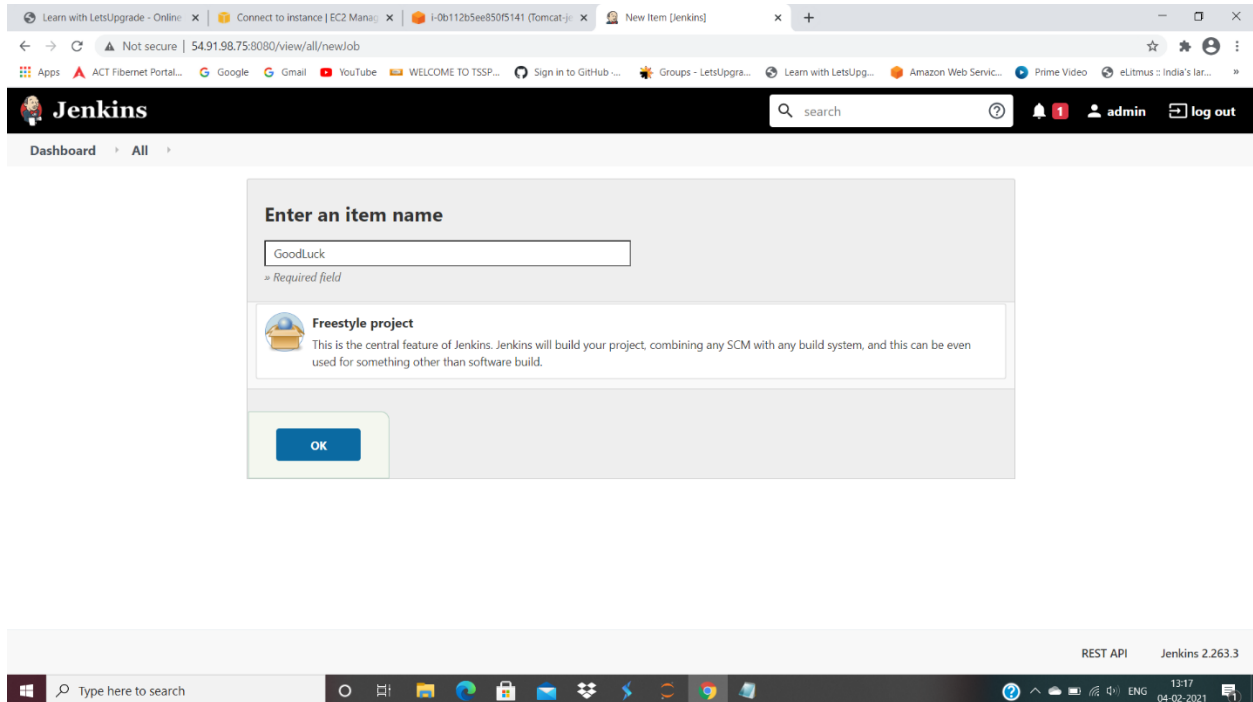 Learn with LetsUpgrade - Online
Connect to instance | EC2 Manag
i-0b112b5ee850f5141 (Tomcat-je
New Item [Jenkins]
Not secure | 54.91.98.75:8080/view/all/newJob
Apps ACT Fibernet Portal... Google Gmail YouTube WELCOME TO TSSP... Sign in to GitHub ·... Groups - LetsUpgra... Learn with LetsUpg... Amazon Web Servic... Prime Video eLitmus :: India's lar... »
Jenkins search 1 admin log out
Dashboard All
Enter an item name
GoodLuck
» Required field
Freestyle project
This is the central feature of Jenkins. Jenkins will build your project, combining any SCM with any build system, and this can be even
used for something other than software build.
OK
REST API Jenkins 2.263.3
Type here to search ENG 13:17
04-02-2021 1